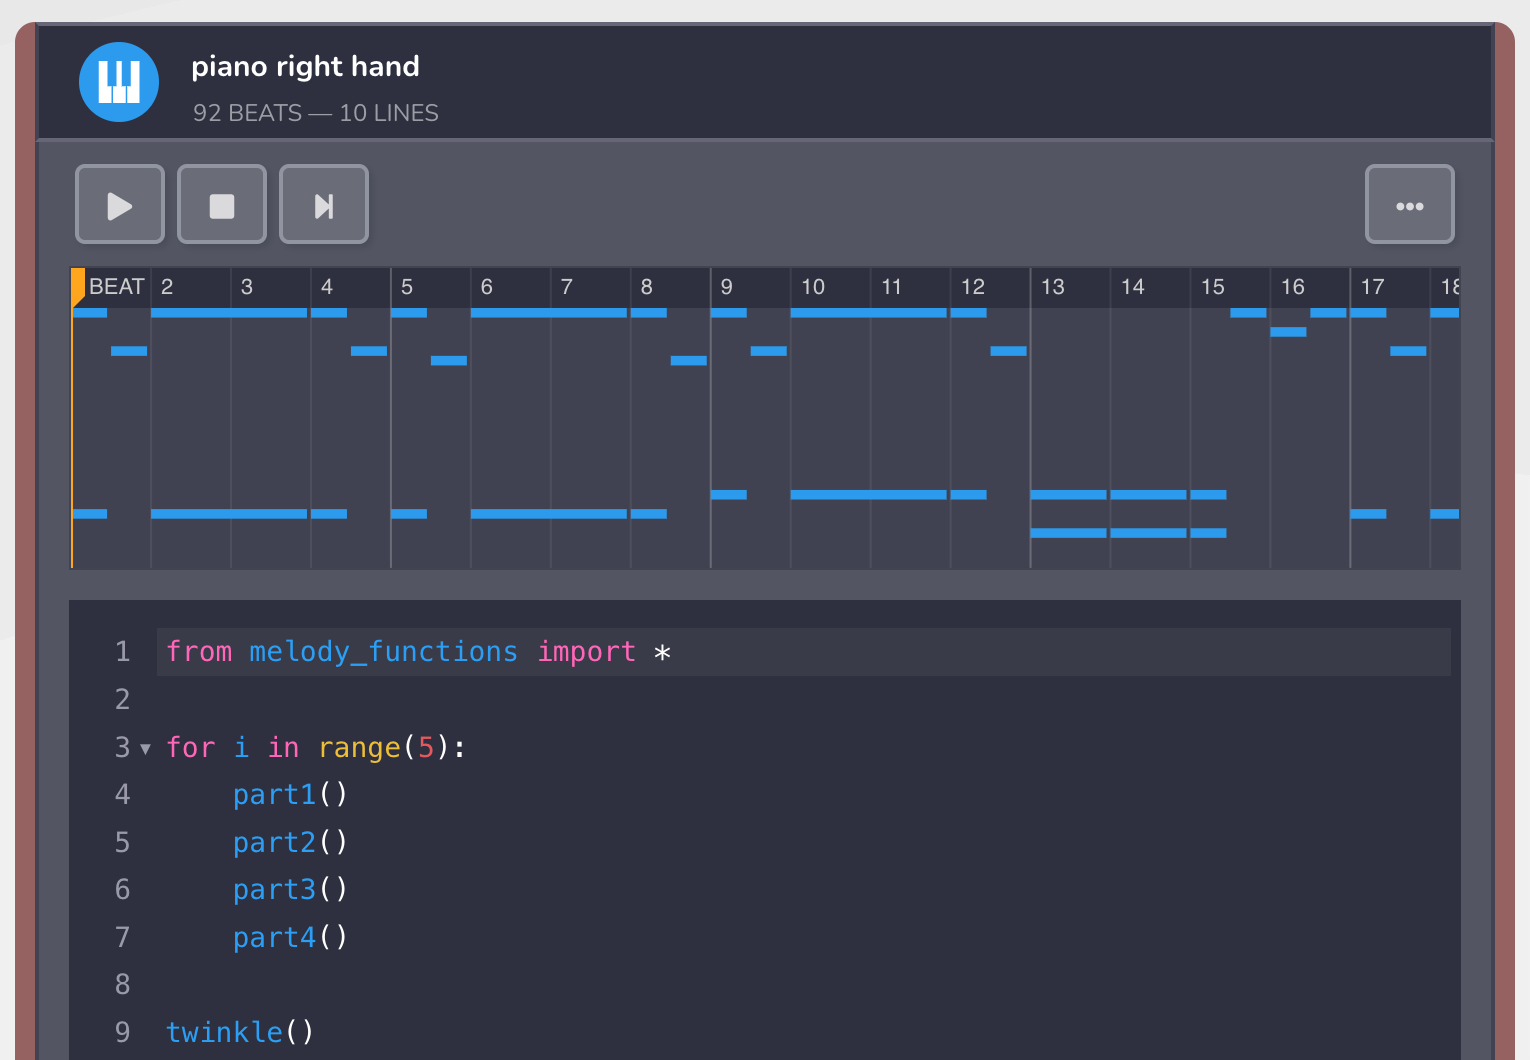 piano right hand
92 BEATS — 10 LINES
BEAT 2 3 4 5 6 7 8 9 10 11 12 13 14 15 16 17 18
1 from melody_functions import *
2
3 for i in range(5):
4 part1()
5 part2()
6 part3()
7 part4()
8
9 twinkle()